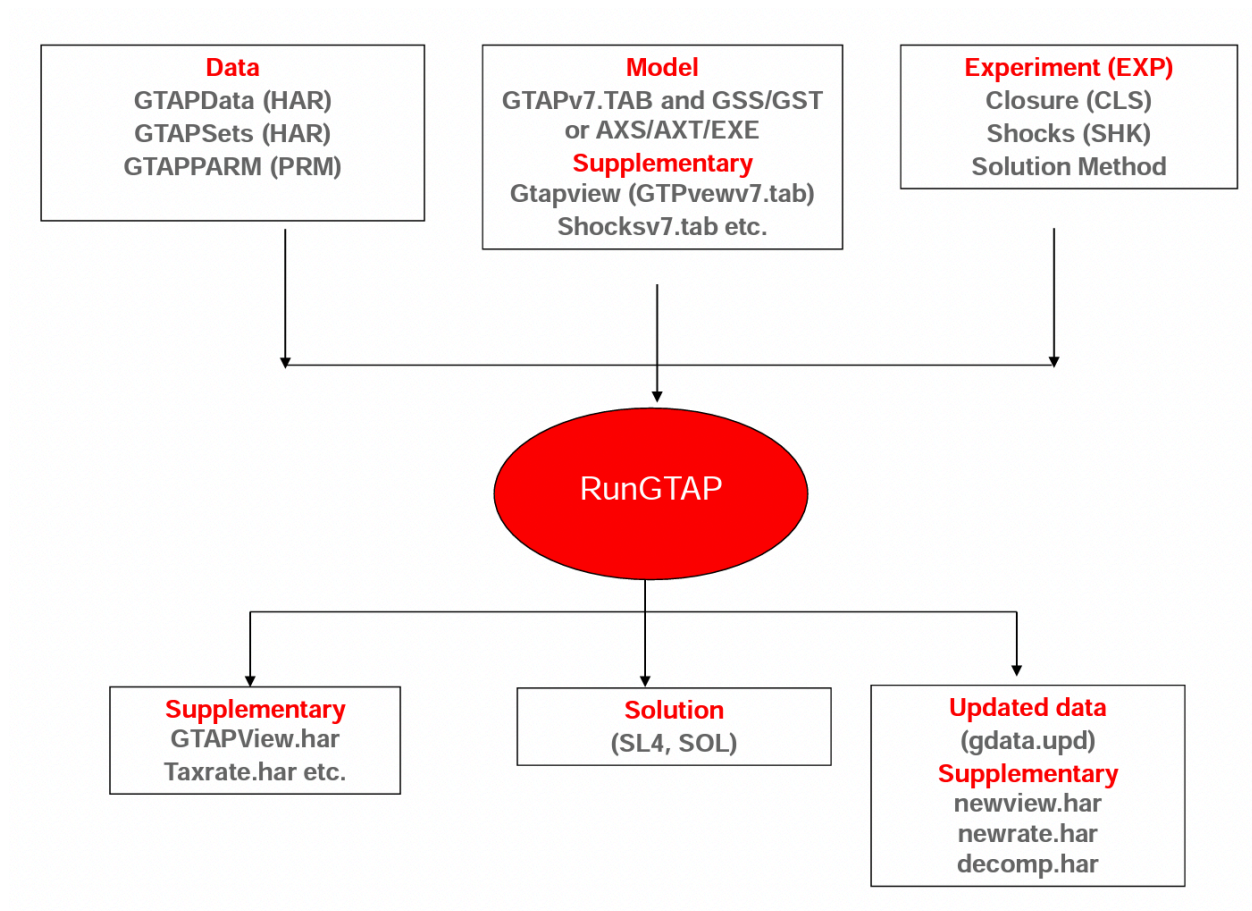 Data
GTAPData (HAR)
GTAPSets (HAR)
GTAPPARM (PRM)
Model
GTAPv7.TAB and GSS/GST
or AXS/AXT/EXE
Supplementary
Gtapview (GTPvewv7.tab)
Shocksv7.tab etc.
Experiment (EXP)
Closure (CLS)
Shocks (SHK)
Solution Method
RunGTAP
Supplementary
GTAPView.har
Taxrate.har etc.
Solution
(SL4, SOL)
Updated data
(gdata.upd)
Supplementary
newview.har
newrate.har
decomp.har